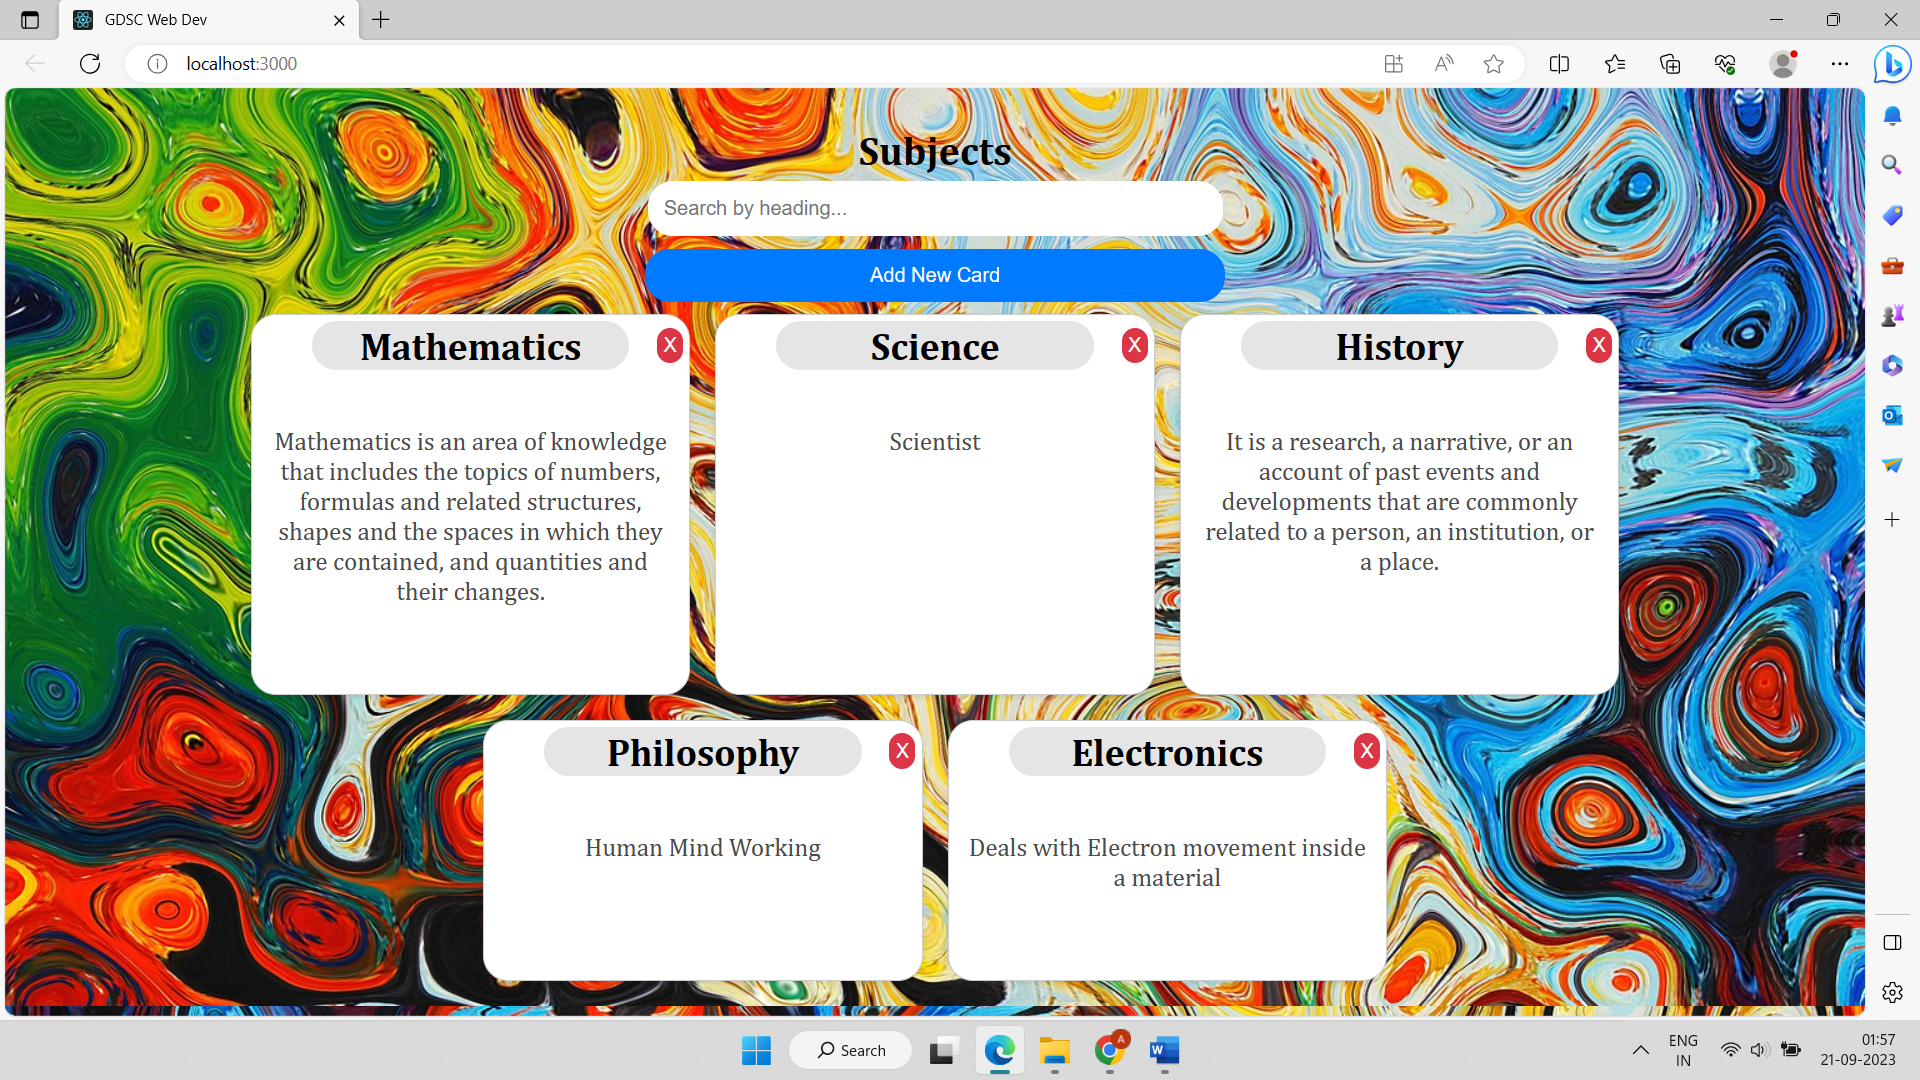 GDSC Web Dev
localhost:3000
Subjects
Search by heading...
Add New Card
Mathematics
X
Mathematics is an area of knowledge
that includes the topics of numbers,
formulas and related structures,
shapes and the spaces in which they
are contained, and quantities and
their changes.
Science
X
Scientist
History
X
It is a research, a narrative, or an
account of past events and
developments that are commonly
related to a person, an institution, or
a place.
Philosophy
X
Human Mind Working
Electronics
X
Deals with Electron movement inside
a material
Search
A
W
ENG
IN
01:57
21-09-2023